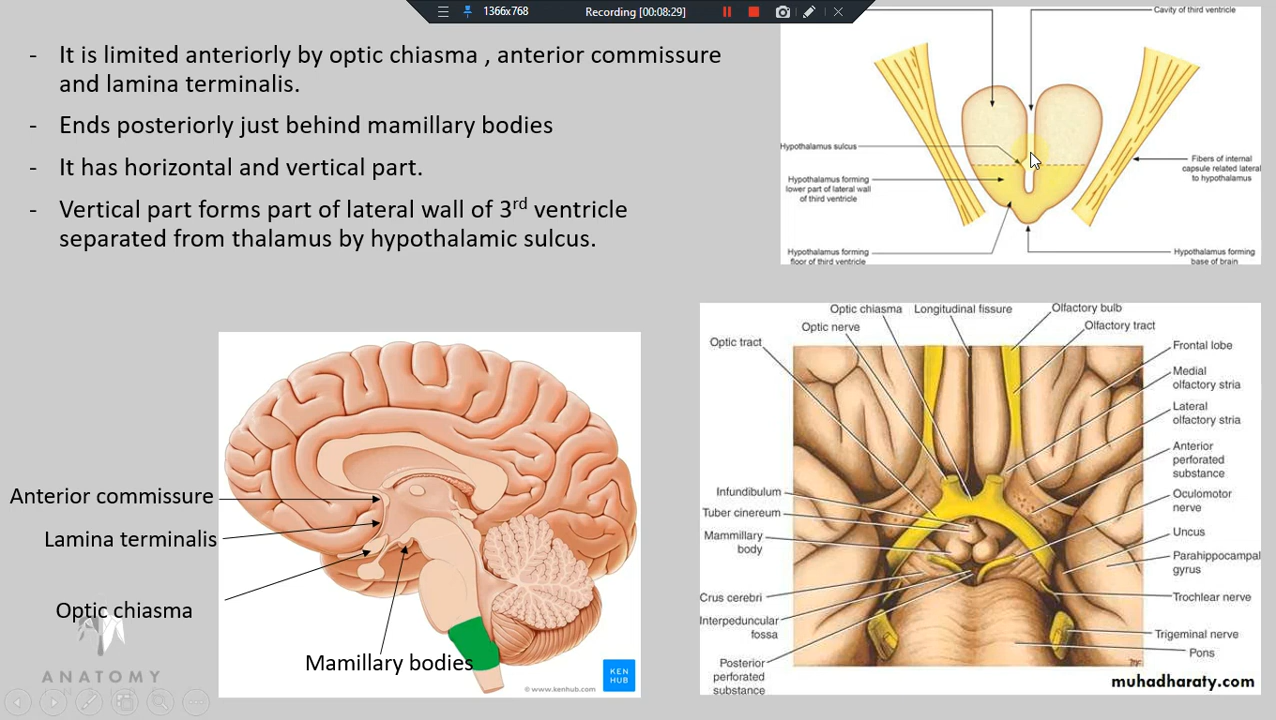 1366x768
Recording [00:08:29]
- It is limited anteriorly by optic chiasma , anterior commissure
and lamina terminalis.
- Ends posteriorly just behind mamillary bodies
- It has horizontal and vertical part.
- Vertical part forms part of lateral wall of 3rd ventricle
separated from thalamus by hypothalamic sulcus.
Cavity of third ventricle
Hypothalamus sulcus
Hypothalamus forming
lower part of lateral wall
of third ventricle
Hypothalamus forming
floor of third ventricle
Fibers of internal
capsule related lateral
to hypothalamus
Hypothalamus forming
base of brain
Anterior commissure
Lamina terminalis
Optic chiasma
Mamillary bodies
ANATOMY
© www.kenhub.com
KEN
HUB
Optic chiasma
Longitudinal fissure
Olfactory bulb
Optic nerve
Olfactory tract
Optic tract
Frontal lobe
Medial
olfactory stria
Lateral
olfactory stria
Anterior
perforated
substance
Infundibulum
Oculomotor
nerve
Tuber cinereum
Mammillary
body
Uncus
Parahippocampal
gyrus
Crus cerebri
Trochlear nerve
Interpeduncular
fossa
Trigeminal nerve
Pons
Posterior
perforated
substance
muhadharaty.com